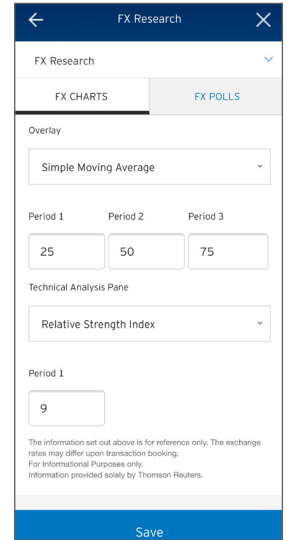 FX Research
FX Research
FX CHARTS FX POLLS
Overlay
Simple Moving Average
Period 1 Period 2 Period 3
25 50 75
Technical Analysis Pane
Relative Strength Index
Period 1
9
The information set out above is for reference only. The exchange
rates may differ upon transaction booking.
For Informational Purposes only.
Information provided solely by Thomson Reuters.
Save